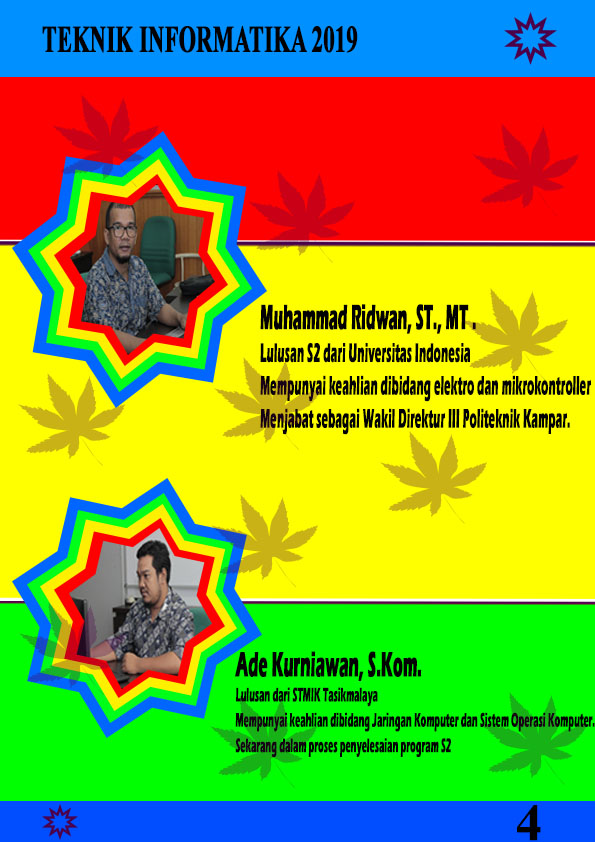 TEKNIK INFORMATIKA 2019
Muhammad Ridwan, ST., MT .
Lulusan S2 dari Universitas Indonesia
Mempunyai keahlian dibidang elektro dan mikrokontroller
Menjabat sebagai Wakil Direktur III Politeknik Kampar.
Ade Kurniawan, S.Kom.
Lulusan dari STMIK Tasikmalaya
Mempunyai keahlian dibidang Jaringan Komputer dan Sistem Operasi Komputer.
Sekarang dalam proses penyelesaian program S2
4